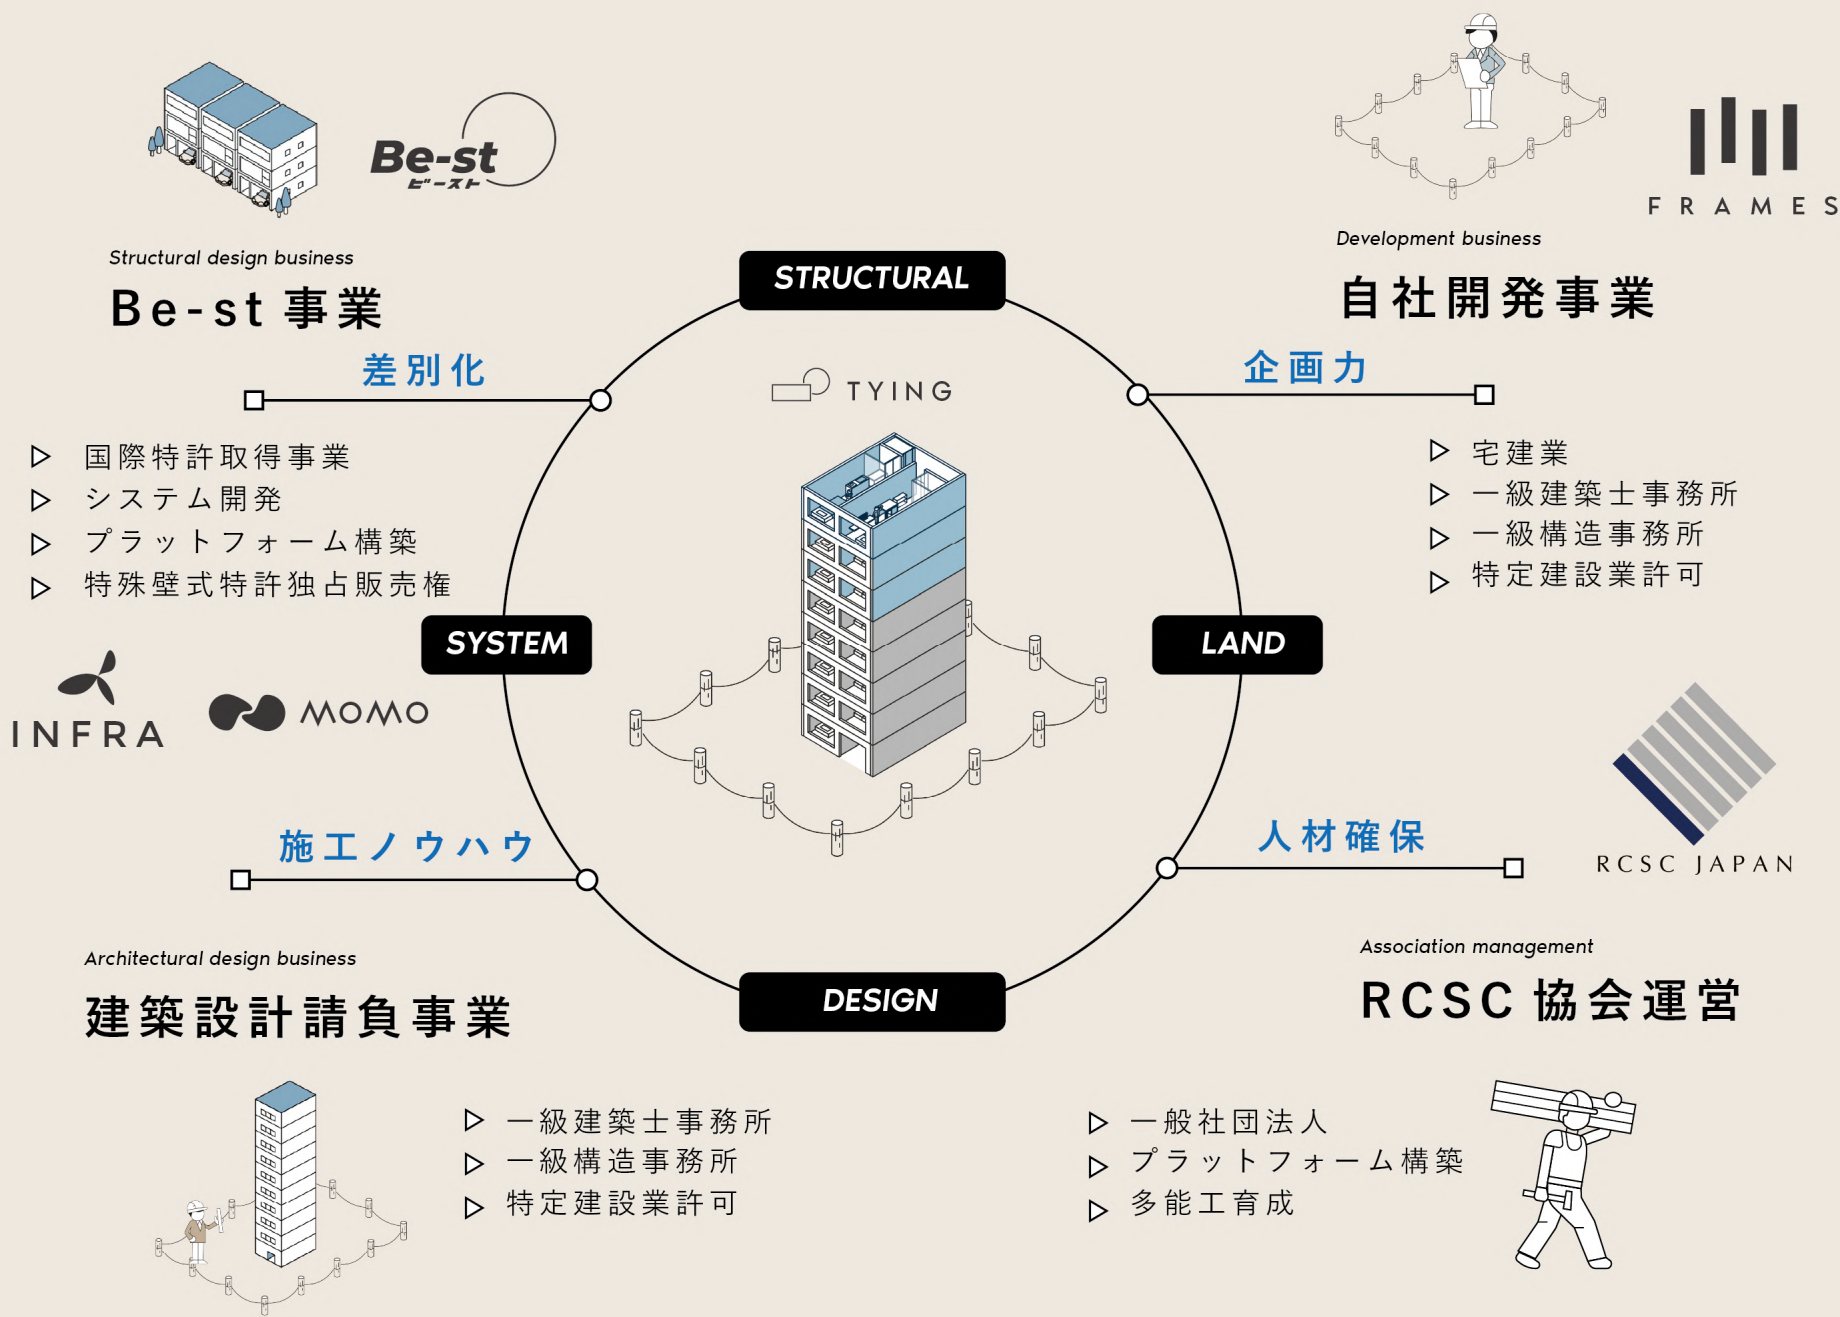 Be-st
ビースト
Structural design business
Be-st 事業
差別化
国際特許取得事業
システム開発
プラットフォーム構築
特殊壁式特許独占販売権
INFRA
MOMO
FRAMES
Development business
自社開発事業
企画力
宅建業
一級建築士事務所
一級構造事務所
特定建設業許可
STRUCTURAL
TYING
SYSTEM
LAND
DESIGN
施工ノウハウ
Architectural design business
建築設計請負事業
一級建築士事務所
一級構造事務所
特定建設業許可
人材確保
RCSC JAPAN
Association management
RCSC 協会運営
一般社団法人
プラットフォーム構築
多能工育成